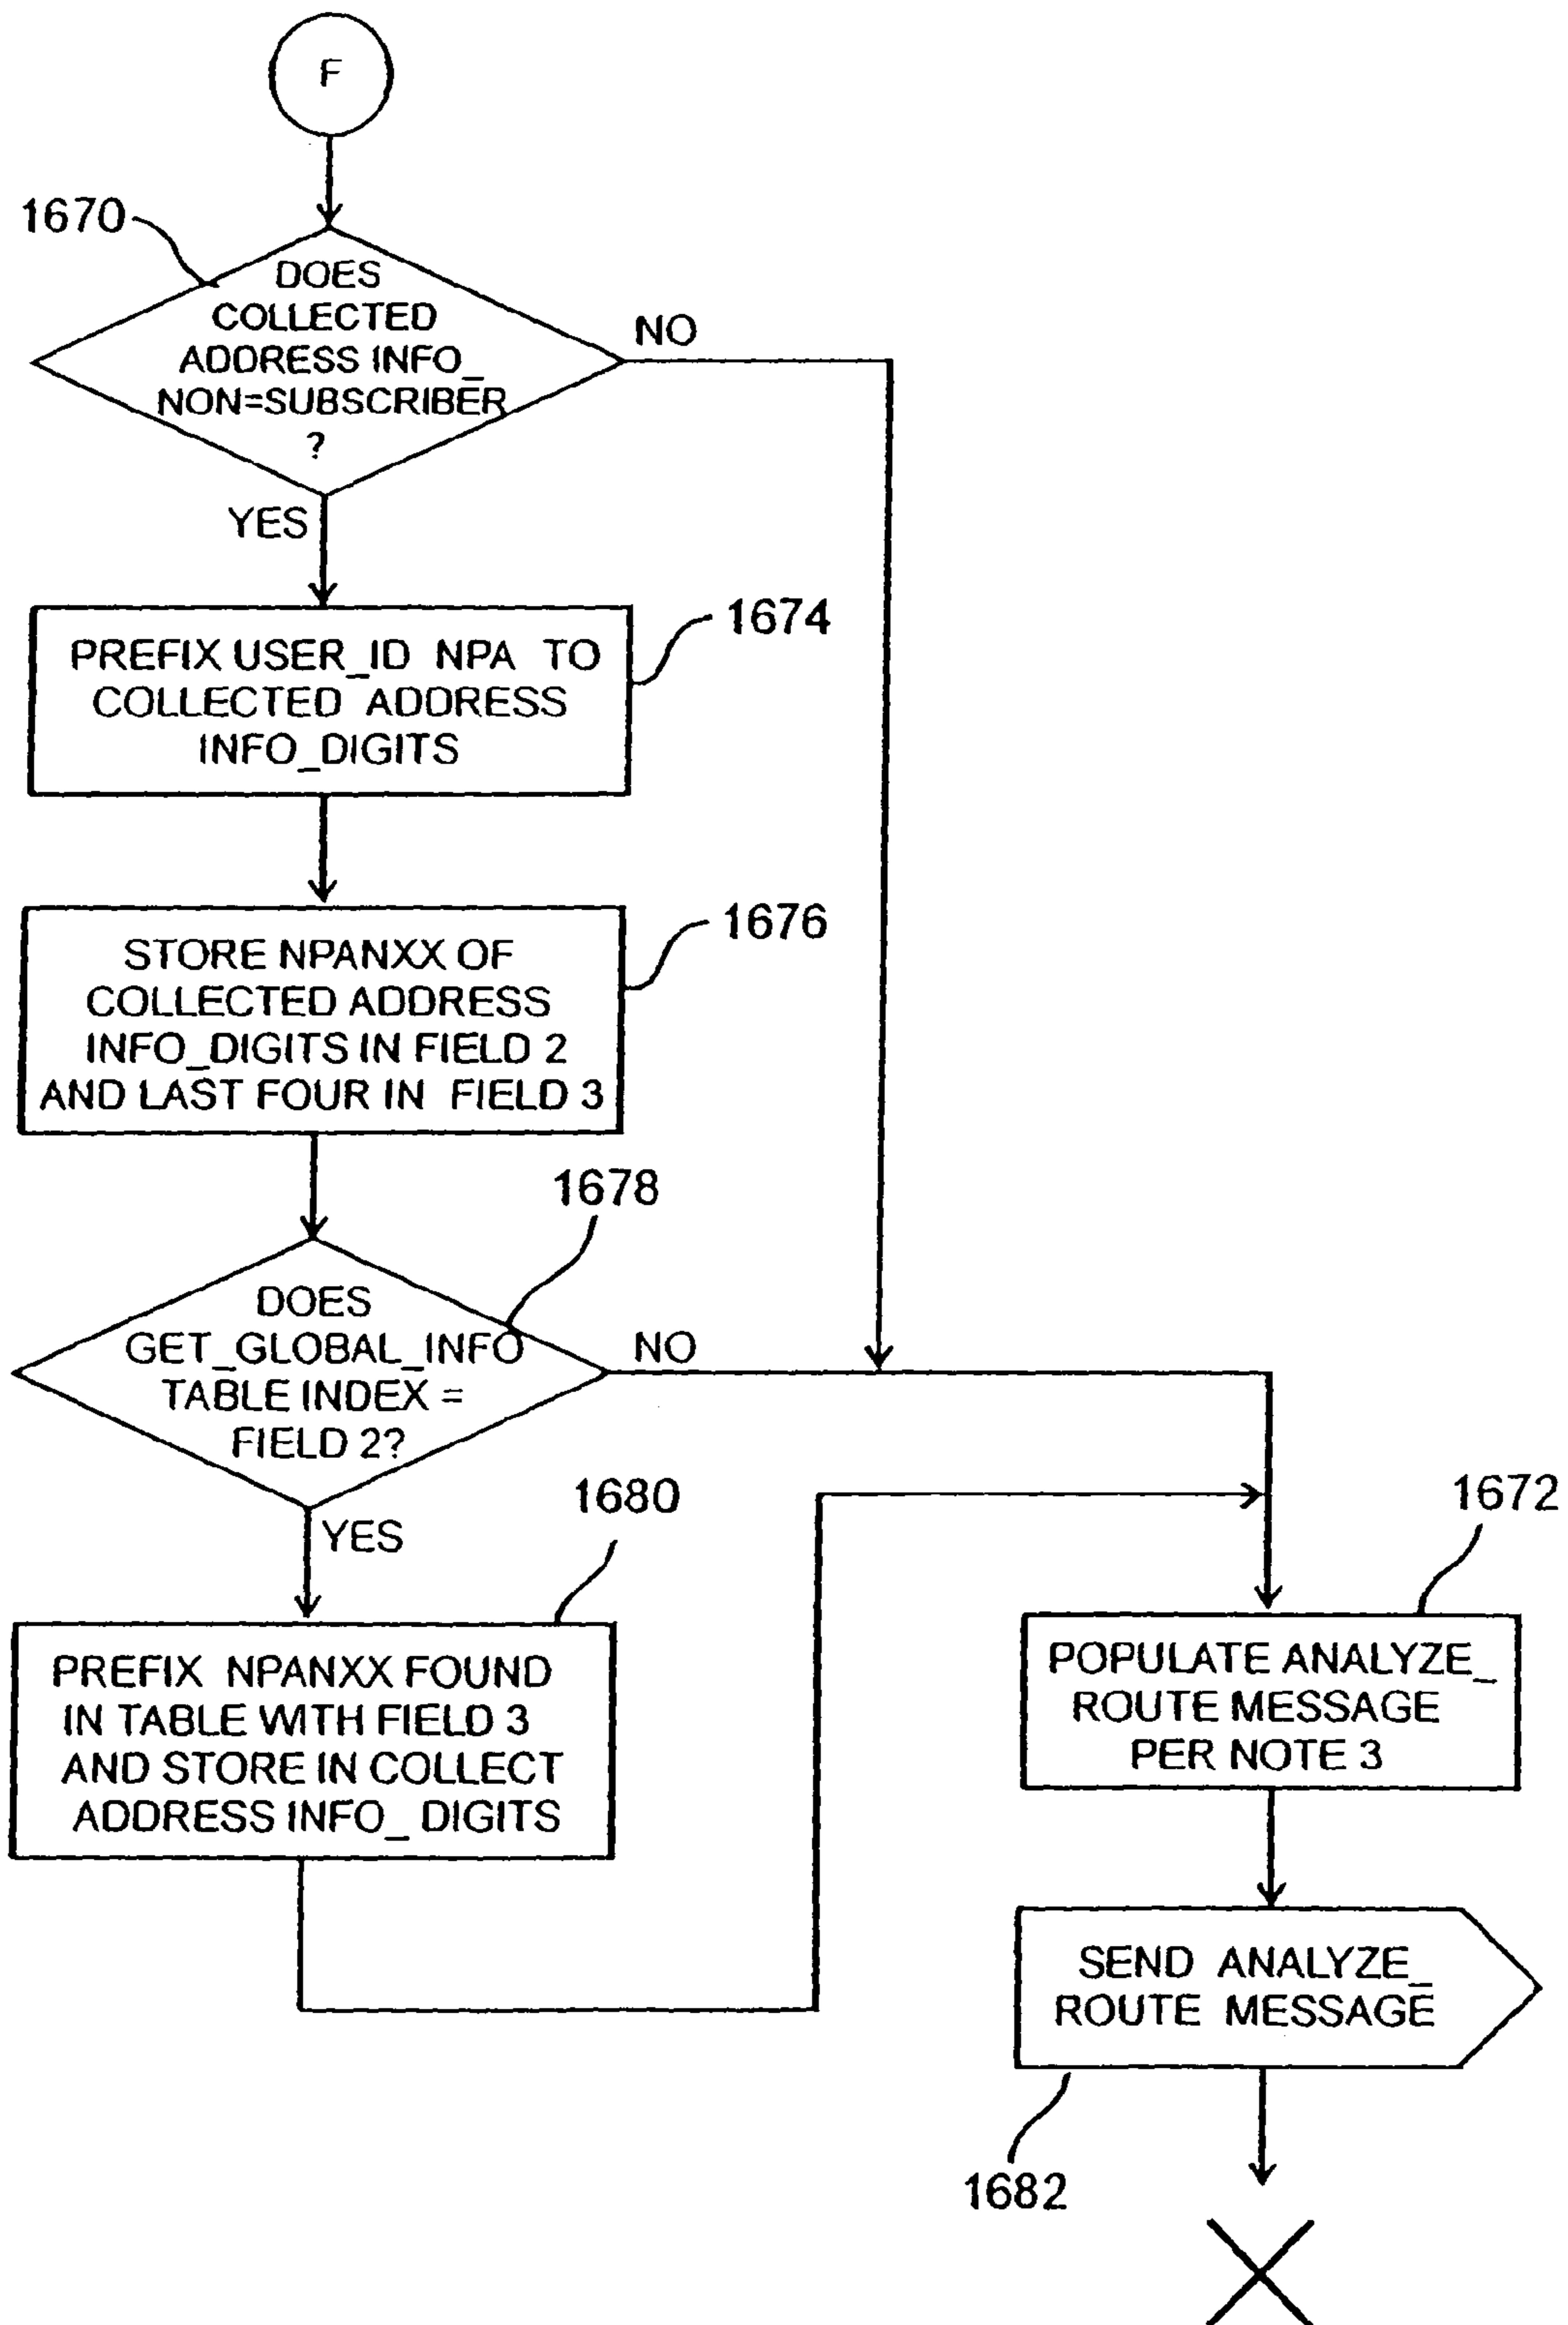 F
1670
DOES
COLLECTED
ADDRESS INFO_
NON=SUBSCRIBER
?
NO
YES
1674
PREFIX USER_ID NPA TO
COLLECTED ADDRESS
INFO_DIGITS
1676
STORE NPANXX OF
COLLECTED ADDRESS
INFO_DIGITS IN FIELD 2
AND LAST FOUR IN FIELD 3
1678
DOES
GET_GLOBAL_INFO
TABLE INDEX =
FIELD 2?
NO
YES
1680
PREFIX NPANXX FOUND
IN TABLE WITH FIELD 3
AND STORE IN COLLECT
ADDRESS INFO_ DIGITS
1672
POPULATE ANALYZE_
ROUTE MESSAGE
PER NOTE 3
SEND ANALYZE_
ROUTE MESSAGE
1682